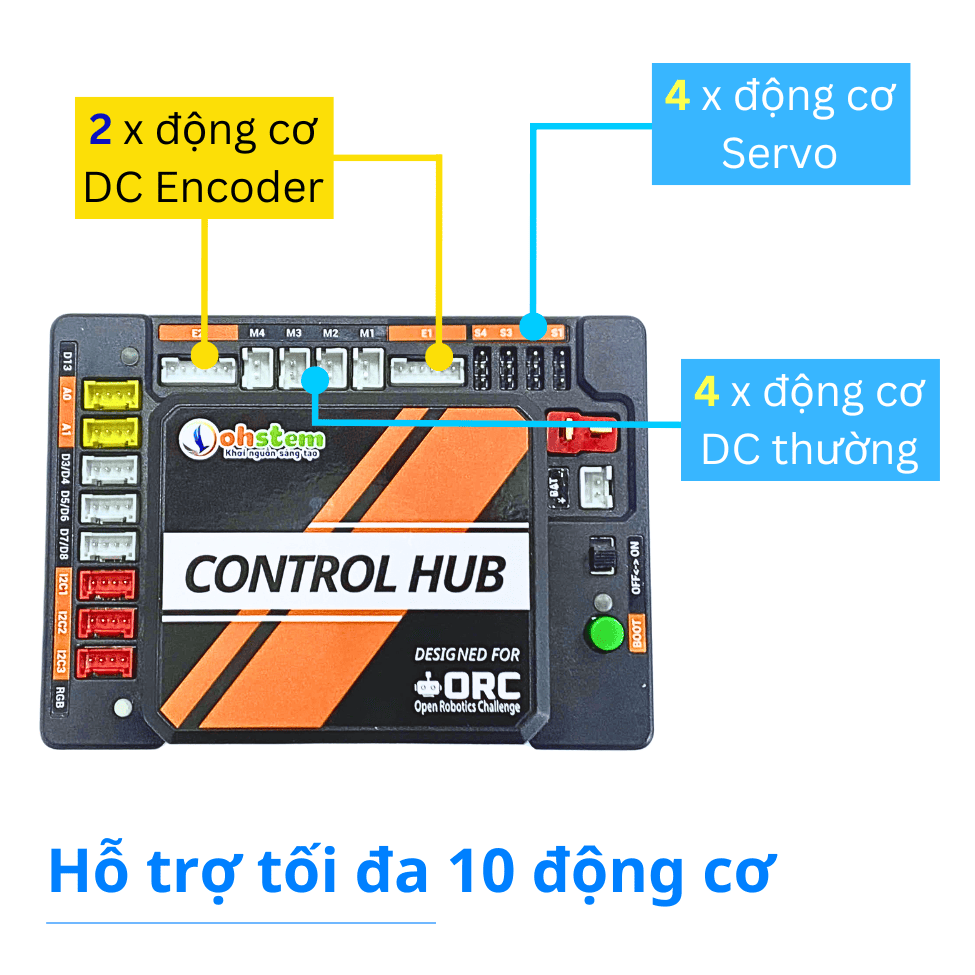 4 x động cơ
Servo
2 x động cơ
DC Encoder
E2 M4 M3 M2 M1 E1 S4 S3 S1
4 x động cơ
DC thường
D13
A0
A1
D3/D4
D5/D6
D7/D8
I2C1
I2C2
I2C3
RGB
ohstem
Khơi nguồn sáng tạo
BAT
+
CONTROL HUB
OFF<->ON
BOOT
DESIGNED FOR
ORC
Open Robotics Challenge
Hỗ trợ tối đa 10 động cơ